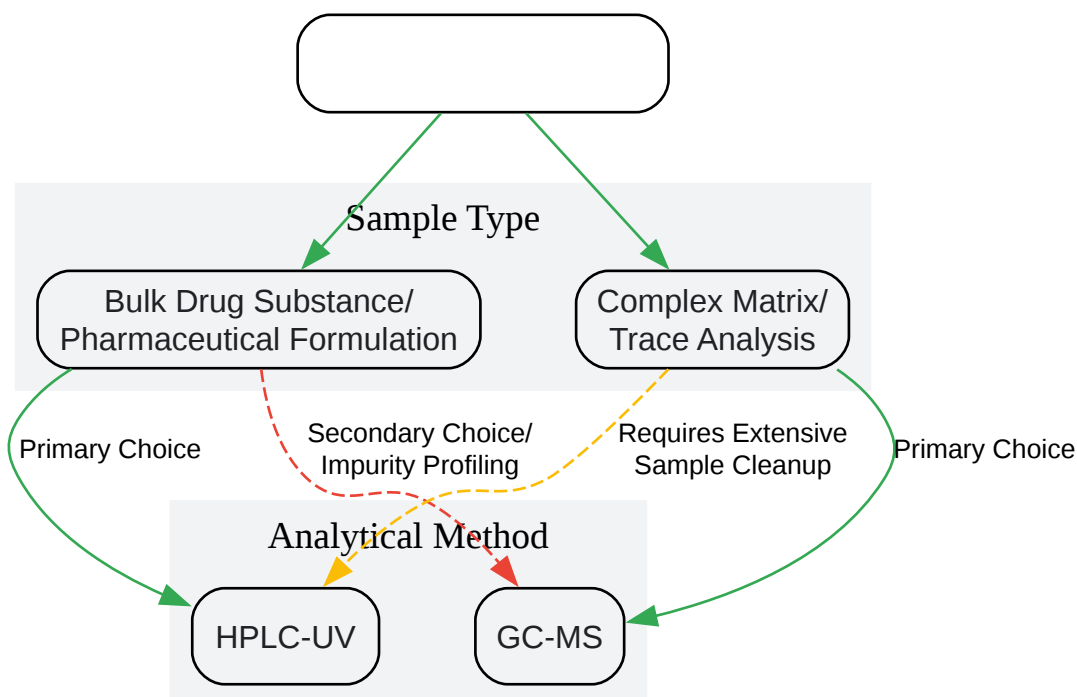 Sample Type
Bulk Drug Substance/
Pharmaceutical Formulation
Complex Matrix/
Trace Analysis
Primary Choice
Secondary Choice/
Impurity Profiling
Requires Extensive
Sample Cleanup
Primary Choice
Analytical Method
HPLC-UV
GC-MS